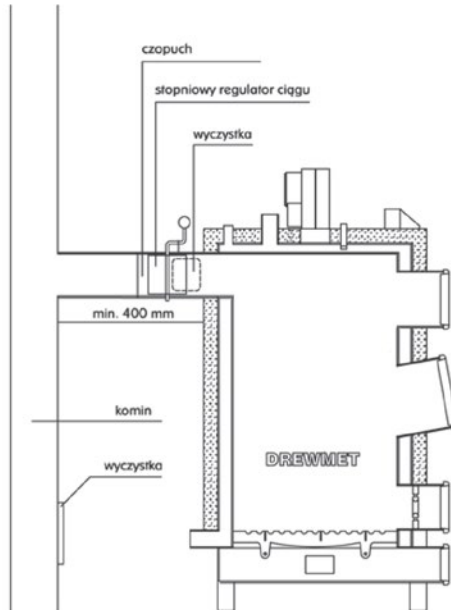 czopuch
stopniowy regulator ciągu
wyczystka
min. 400 mm
komin
wyczystka
DREWMET